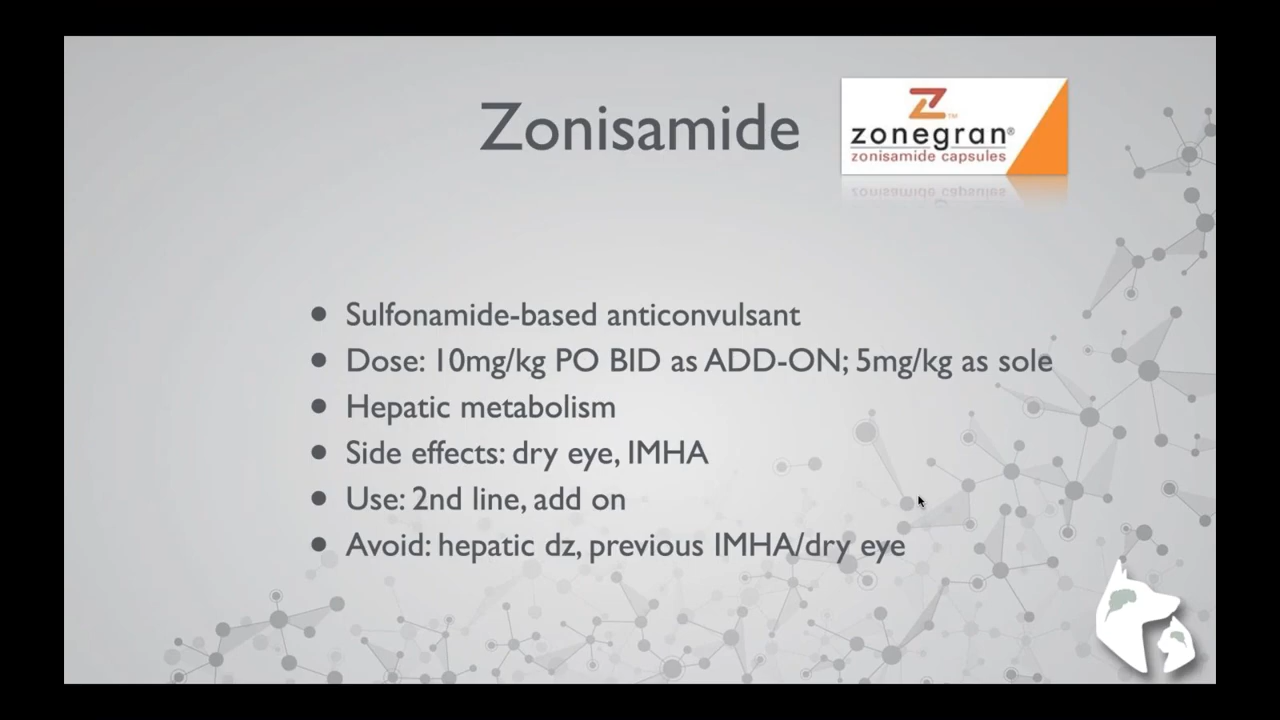 Zonisamide
Z™
zonegran®
zonisamide capsules
• Sulfonamide-based anticonvulsant
• Dose: 10mg/kg PO BID as ADD-ON; 5mg/kg as sole
• Hepatic metabolism
• Side effects: dry eye, IMHA
• Use: 2nd line, add on
• Avoid: hepatic dz, previous IMHA/dry eye